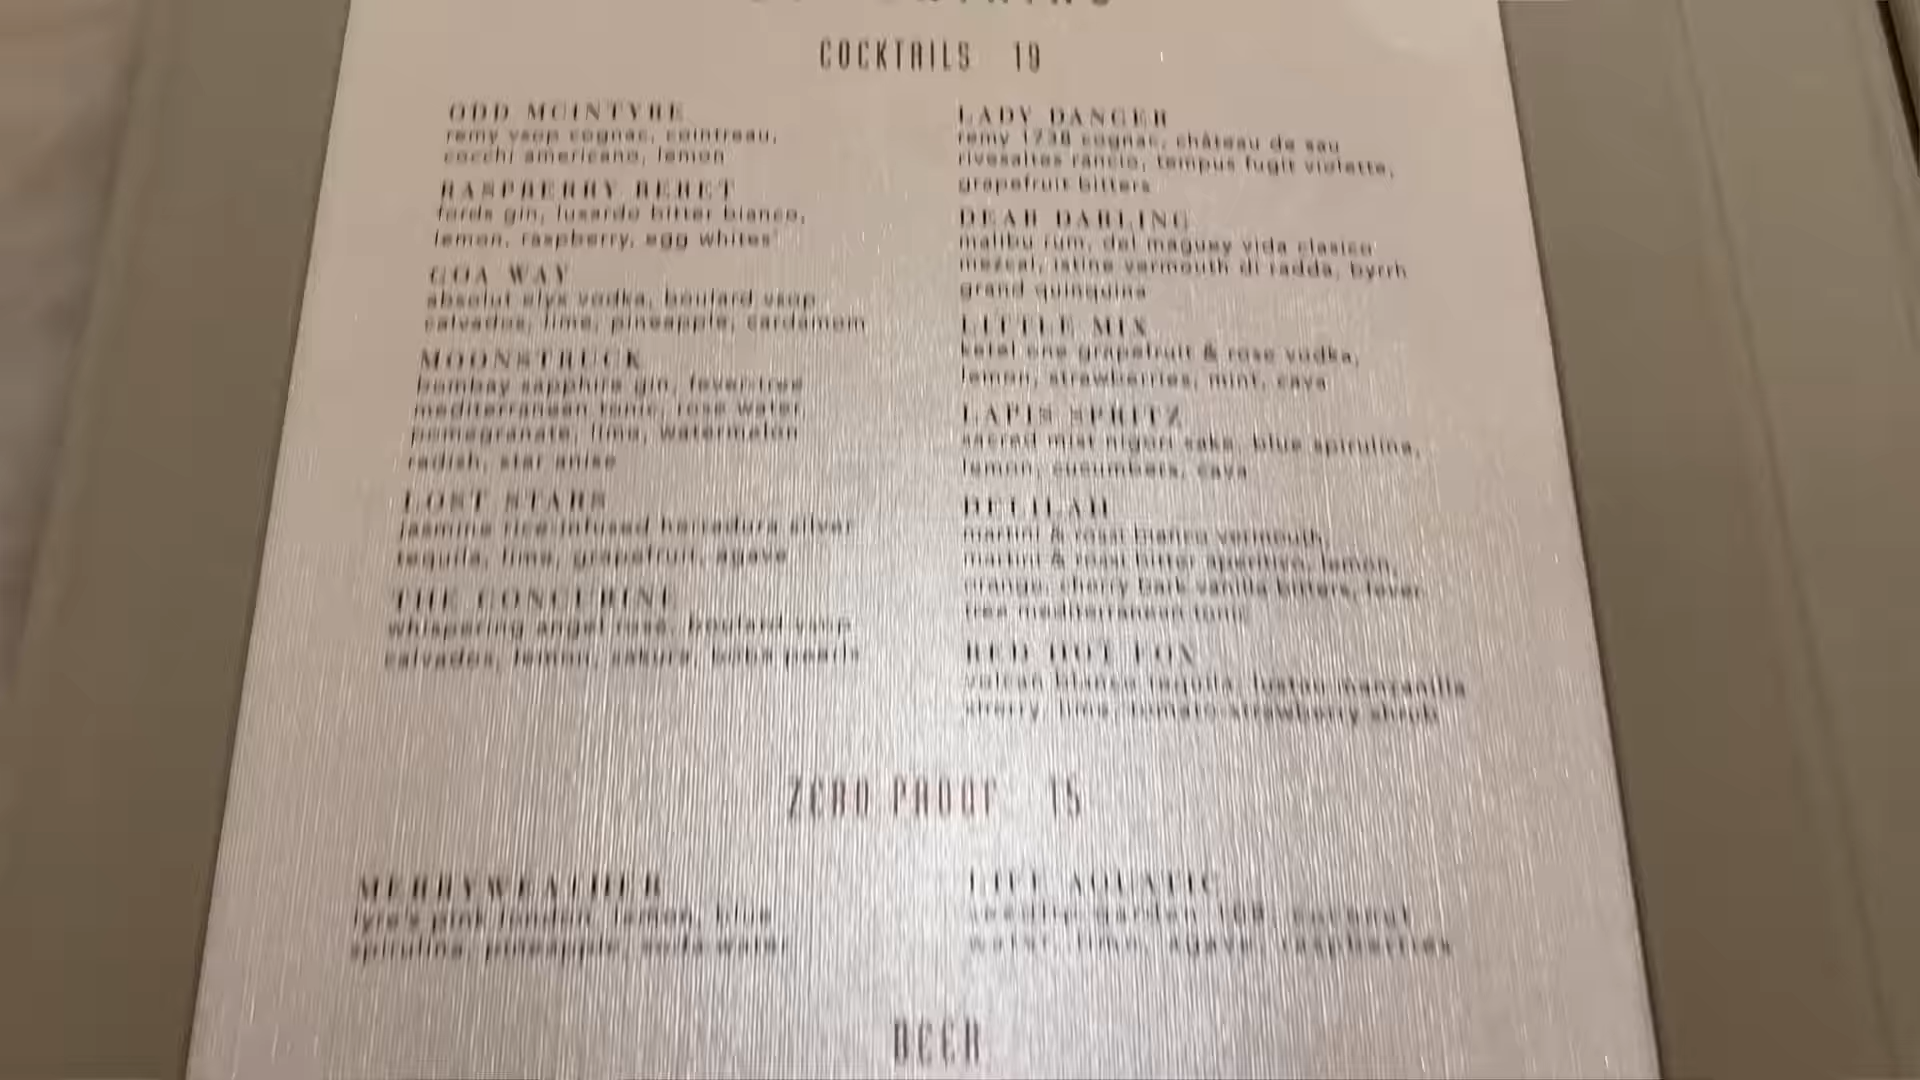 COCKTAILS 19
ODD MCINTYRE
remy vsop cognac, cointreau,
cocchi americano, lemon
RASPBERRY BERET
fords gin, luxardo bitter bianco,
lemon, raspberry, egg whites*
GOA WAY
absolut elyx vodka, boulard vsop
calvados, lime, pineapple, cardamom
MOONSTRUCK
bombay sapphire gin, fever-tree
mediterranean tonic, rose water,
pomegranate, lime, watermelon
radish, star anise
LOST STARS
jasmine rice-infused herradura silver
tequila, lime, grapefruit, agave
THE CONCUBINE
whispering angel rosé, boulard vsop
calvados, lemon, sakura, boba pearls
LADY DANGER
remy 1738 cognac, château de sau
rivesaltes rancio, tempus fugit violette,
grapefruit bitters
DEAR DARLING
malibu rum, del maguey vida clasico
mezcal, istine vermouth di radda, byrrh
grand quinquina
LITTLE MIX
ketel one grapefruit & rose vodka,
lemon, strawberries, mint, cava
LAPIS SPRITZ
sacred mist nigori sake, blue spirulina,
lemon, cucumbers, cava
DELILAH
martini & rossi bianco vermouth,
martini & rossi bitter aperitivo, lemon,
orange, cherry bark vanilla bitters, fever-
tree mediterranean tonic
RED HOT FOX
volcan blanco tequila, lustau manzanilla
sherry, lime, tomato-strawberry shrub
ZERO PROOF 15
MERRYWEATHER
lyre's pink london, lemon, blue
spirulina, pineapple, soda water
LIFE AQUATIC
seedlip garden 108, coconut
water, lime, agave, raspberries
BEER